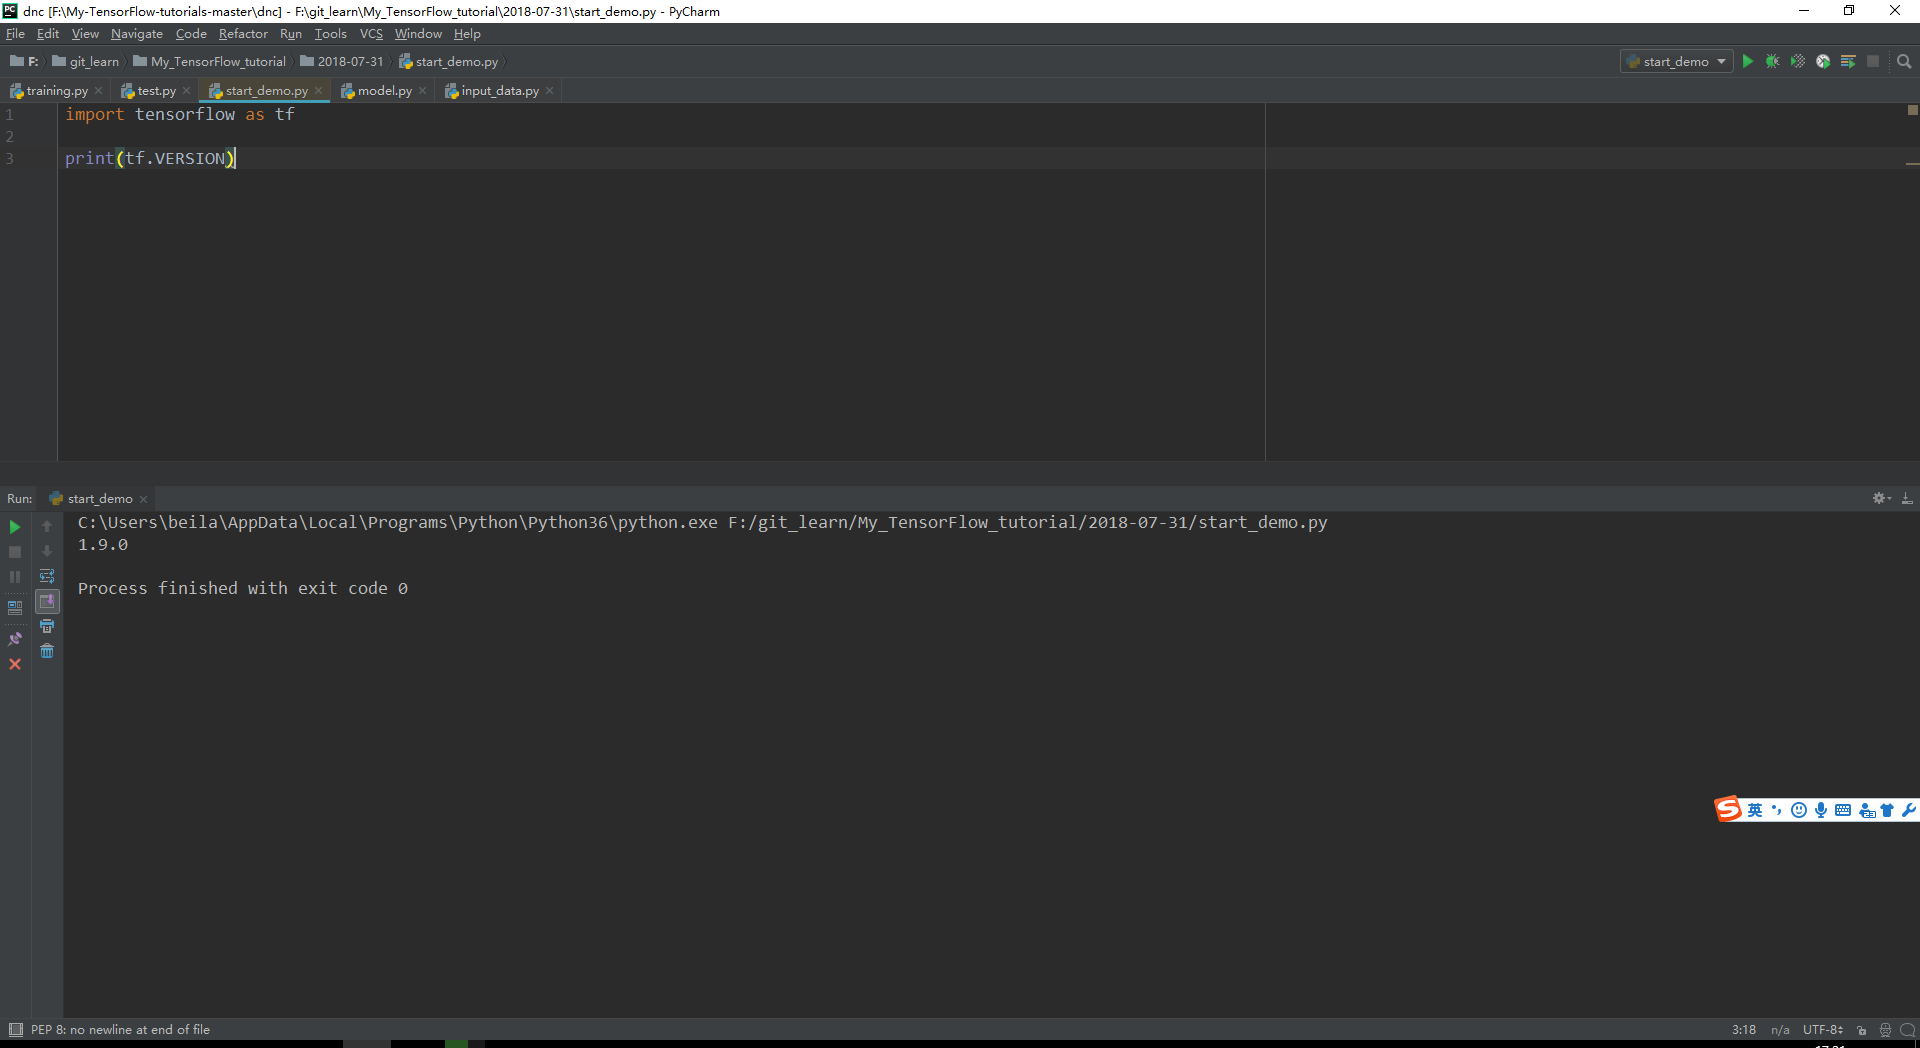 dnc [F:\My-TensorFlow-tutorials-master\dnc] - F:\git_learn\My_TensorFlow_tutorial\2018-07-31\start_demo.py - PyCharm
File Edit View Navigate Code Refactor Run Tools VCS Window Help
F: git_learn My_TensorFlow_tutorial 2018-07-31 start_demo.py start_demo
training.py test.py start_demo.py model.py input_data.py
1 import tensorflow as tf
2
3 print(tf.VERSION)
Run: start_demo
C:\Users\beila\AppData\Local\Programs\Python\Python36\python.exe F:/git_learn/My_TensorFlow_tutorial/2018-07-31/start_demo.py
1.9.0
Process finished with exit code 0
英
PEP 8: no newline at end of file 3:18 n/a UTF-8